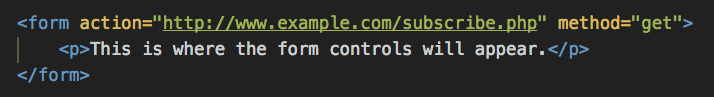 <form action="http://www.example.com/subscribe.php" method="get">
<p>This is where the form controls will appear.</p>
</form>